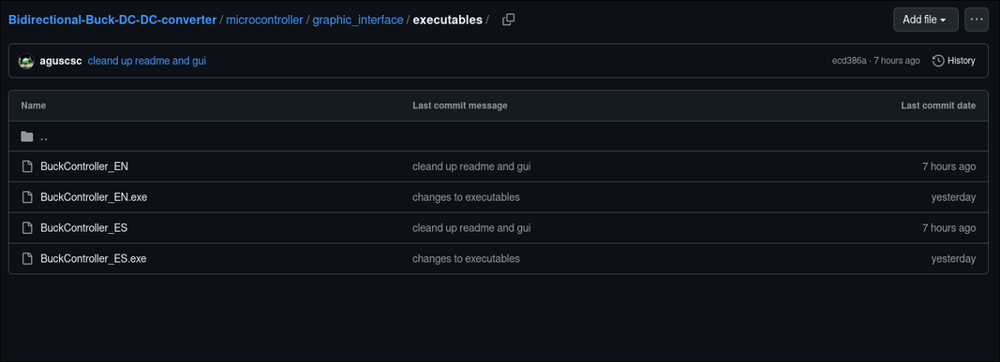 Bidirectional-Buck-DC-DC-converter / microcontroller / graphic_interface / executables / Add file ...
aguscsc cleand up readme and gui ecd386a · 7 hours ago History
Name Last commit message Last commit date
..
BuckController_EN cleand up readme and gui 7 hours ago
BuckController_EN.exe changes to executables yesterday
BuckController_ES cleand up readme and gui 7 hours ago
BuckController_ES.exe changes to executables yesterday